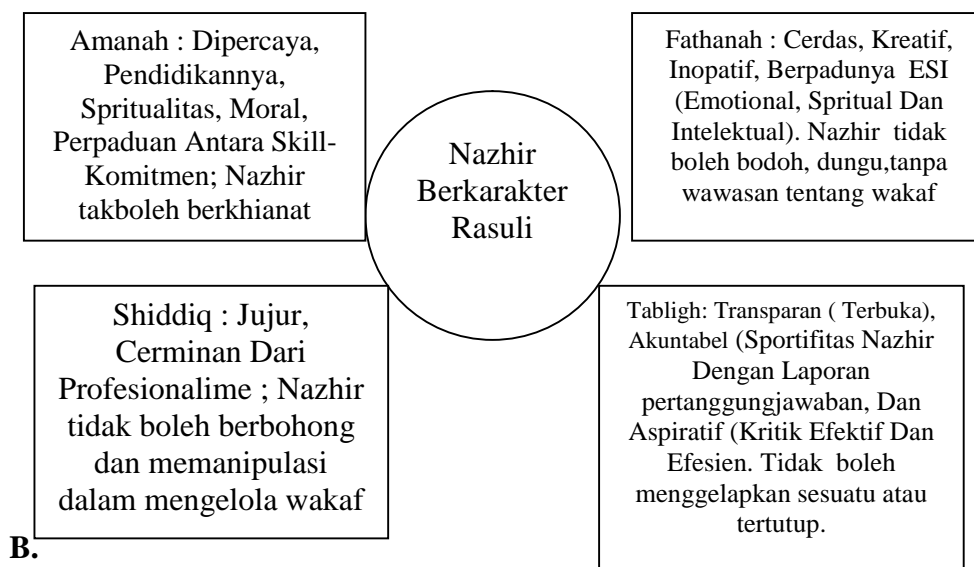 Amanah : Dipercaya,
Pendidikannya,
Spritualitas, Moral,
Perpaduan Antara Skill-
Komitmen; Nazhir
takboleh berkhianat
Fathanah : Cerdas, Kreatif,
Inopatif, Berpadunya ESI
(Emotional, Spritual Dan
Intelektual). Nazhir tidak
boleh bodoh, dungu,tanpa
wawasan tentang wakaf
Nazhir
Berkarakter
Rasuli
Shiddiq : Jujur,
Cerminan Dari
Profesionalime ; Nazhir
tidak boleh berbohong
dan memanipulasi
dalam mengelola wakaf
Tabligh: Transparan ( Terbuka),
Akuntabel (Sportifitas Nazhir
Dengan Laporan
pertanggungjawaban, Dan
Aspiratif (Kritik Efektif Dan
Efesien. Tidak boleh
menggelapkan sesuatu atau
tertutup.
B.